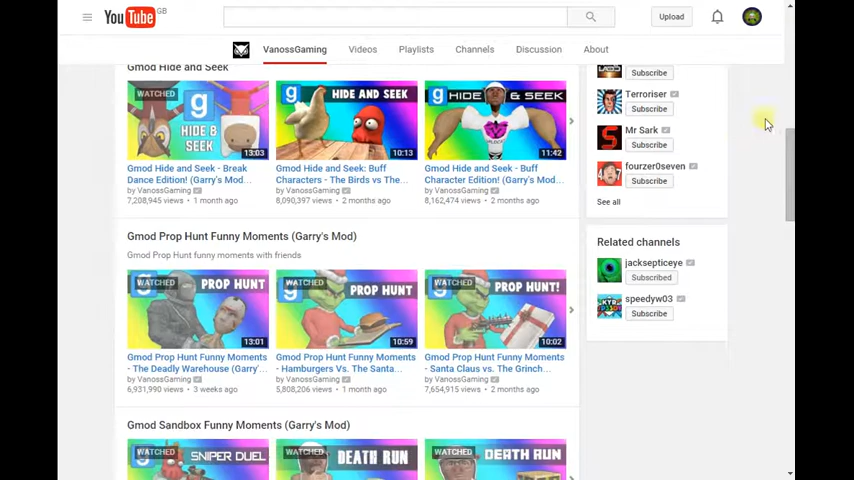 YouTube GB
Upload
VanossGaming Videos Playlists Channels Discussion About
Gmod Hide and Seek
WATCHED
HIDE & SEEK
13:03
HIDE AND SEEK
10:13
HIDE & SEEK
11:42
Gmod Hide and Seek - Break Dance Edition! (Garry's Mod...
by VanossGaming
7,208,945 views • 1 month ago
Gmod Hide and Seek: Buff Characters - The Birds vs The...
by VanossGaming
8,090,397 views • 2 months ago
Gmod Hide and Seek - Buff Character Edition! (Garry's Mod...
by VanossGaming
8,162,474 views • 2 months ago
Gmod Prop Hunt Funny Moments (Garry's Mod)
Gmod Prop Hunt funny moments with friends
WATCHED
PROP HUNT
13:01
WATCHED
PROP HUNT
10:59
WATCHED
PROP HUNT!
10:02
Gmod Prop Hunt Funny Moments - The Deadly Warehouse (Garry'...
by VanossGaming
6,931,990 views • 3 weeks ago
Gmod Prop Hunt Funny Moments - Hamburgers Vs. The Santa...
by VanossGaming
5,808,206 views • 1 month ago
Gmod Prop Hunt Funny Moments - Santa Claus vs. The Grinch...
by VanossGaming
7,654,915 views • 2 months ago
Gmod Sandbox Funny Moments (Garry's Mod)
WATCHED
SNIPER DUEL
WATCHED
DEATH RUN
WATCHED
DEATH RUN
Subscribe
Terroriser
Subscribe
Mr Sark
Subscribe
fourzer0seven
Subscribe
See all
Related channels
jacksepticeye
Subscribed
speedyw03
Subscribe